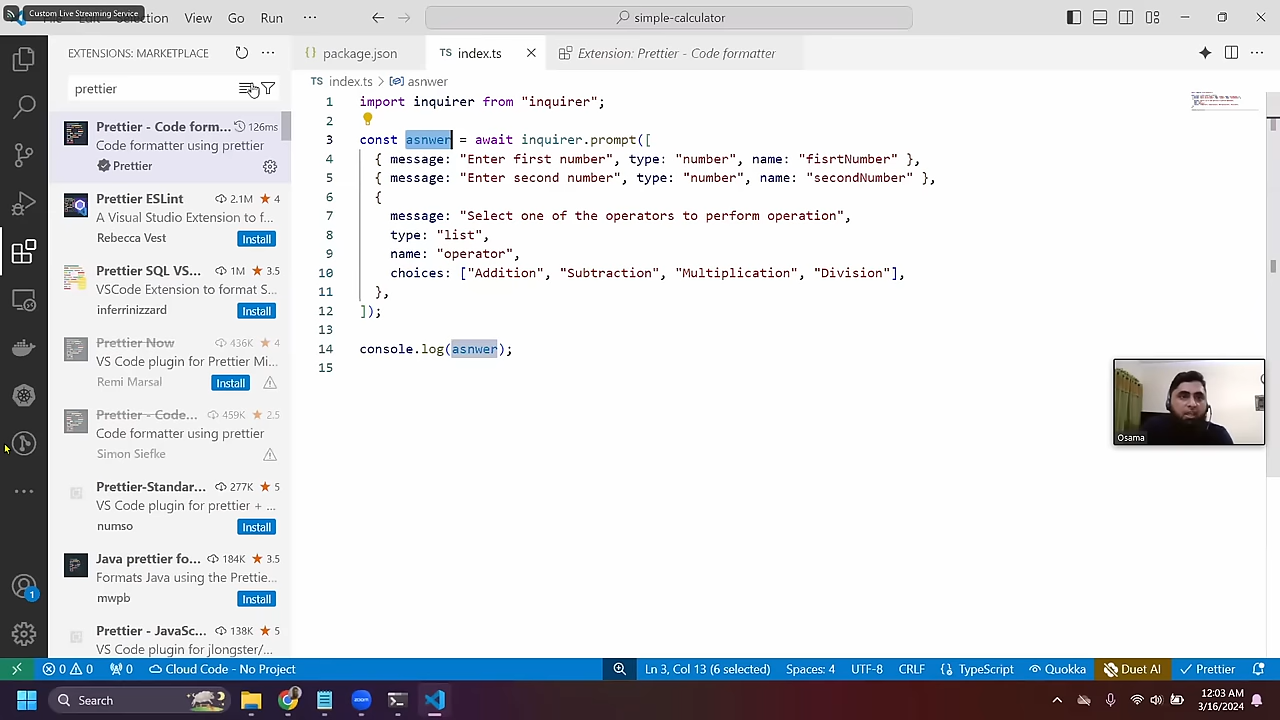 Custom Live Streaming Service
Selection View Go Run ···
simple-calculator
EXTENSIONS: MARKETPLACE
prettier
Prettier - Code form... 126ms
Code formatter using prettier
Prettier
Prettier ESLint 2.1M 4
A Visual Studio Extension to f...
Rebecca Vest Install
Prettier SQL VS... 1M 3.5
VSCode Extension to format S...
inferrinizzard Install
Prettier Now 436K 4
VS Code plugin for Prettier Mi...
Remi Marsal Install
Prettier - Code... 459K 2.5
Code formatter using prettier
Simon Siefke
Prettier-Standar... 277K 5
VS Code plugin for prettier + ...
numso Install
Java prettier fo... 184K 3.5
Formats Java using the Prettie...
mwpb Install
Prettier - JavaSc... 138K 5
VS Code plugin for jlongster/...
{} package.json TS index.ts Extension: Prettier - Code formatter
TS index.ts > asnwer
1 import inquirer from "inquirer";
2
3 const asnwer = await inquirer.prompt([
4 { message: "Enter first number", type: "number", name: "fisrtNumber" },
5 { message: "Enter second number", type: "number", name: "secondNumber" },
6 {
7 message: "Select one of the operators to perform operation",
8 type: "list",
9 name: "operator",
10 choices: ["Addition", "Subtraction", "Multiplication", "Division"],
11 },
12 ]);
13
14 console.log(asnwer);
15
Osama
1
0 0 0 Cloud Code - No Project Ln 3, Col 13 (6 selected) Spaces: 4 UTF-8 CRLF TypeScript Quokka Duet AI Prettier
Search
zoom
12:03 AM
3/16/2024